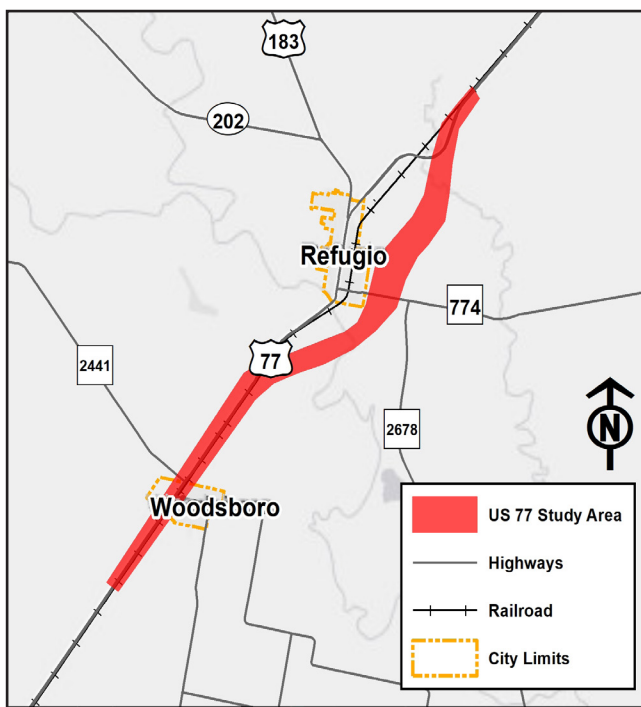 183
202
Refugio
774
77
2441
2678
N
Woodsboro
US 77 Study Area
Highways
Railroad
City Limits